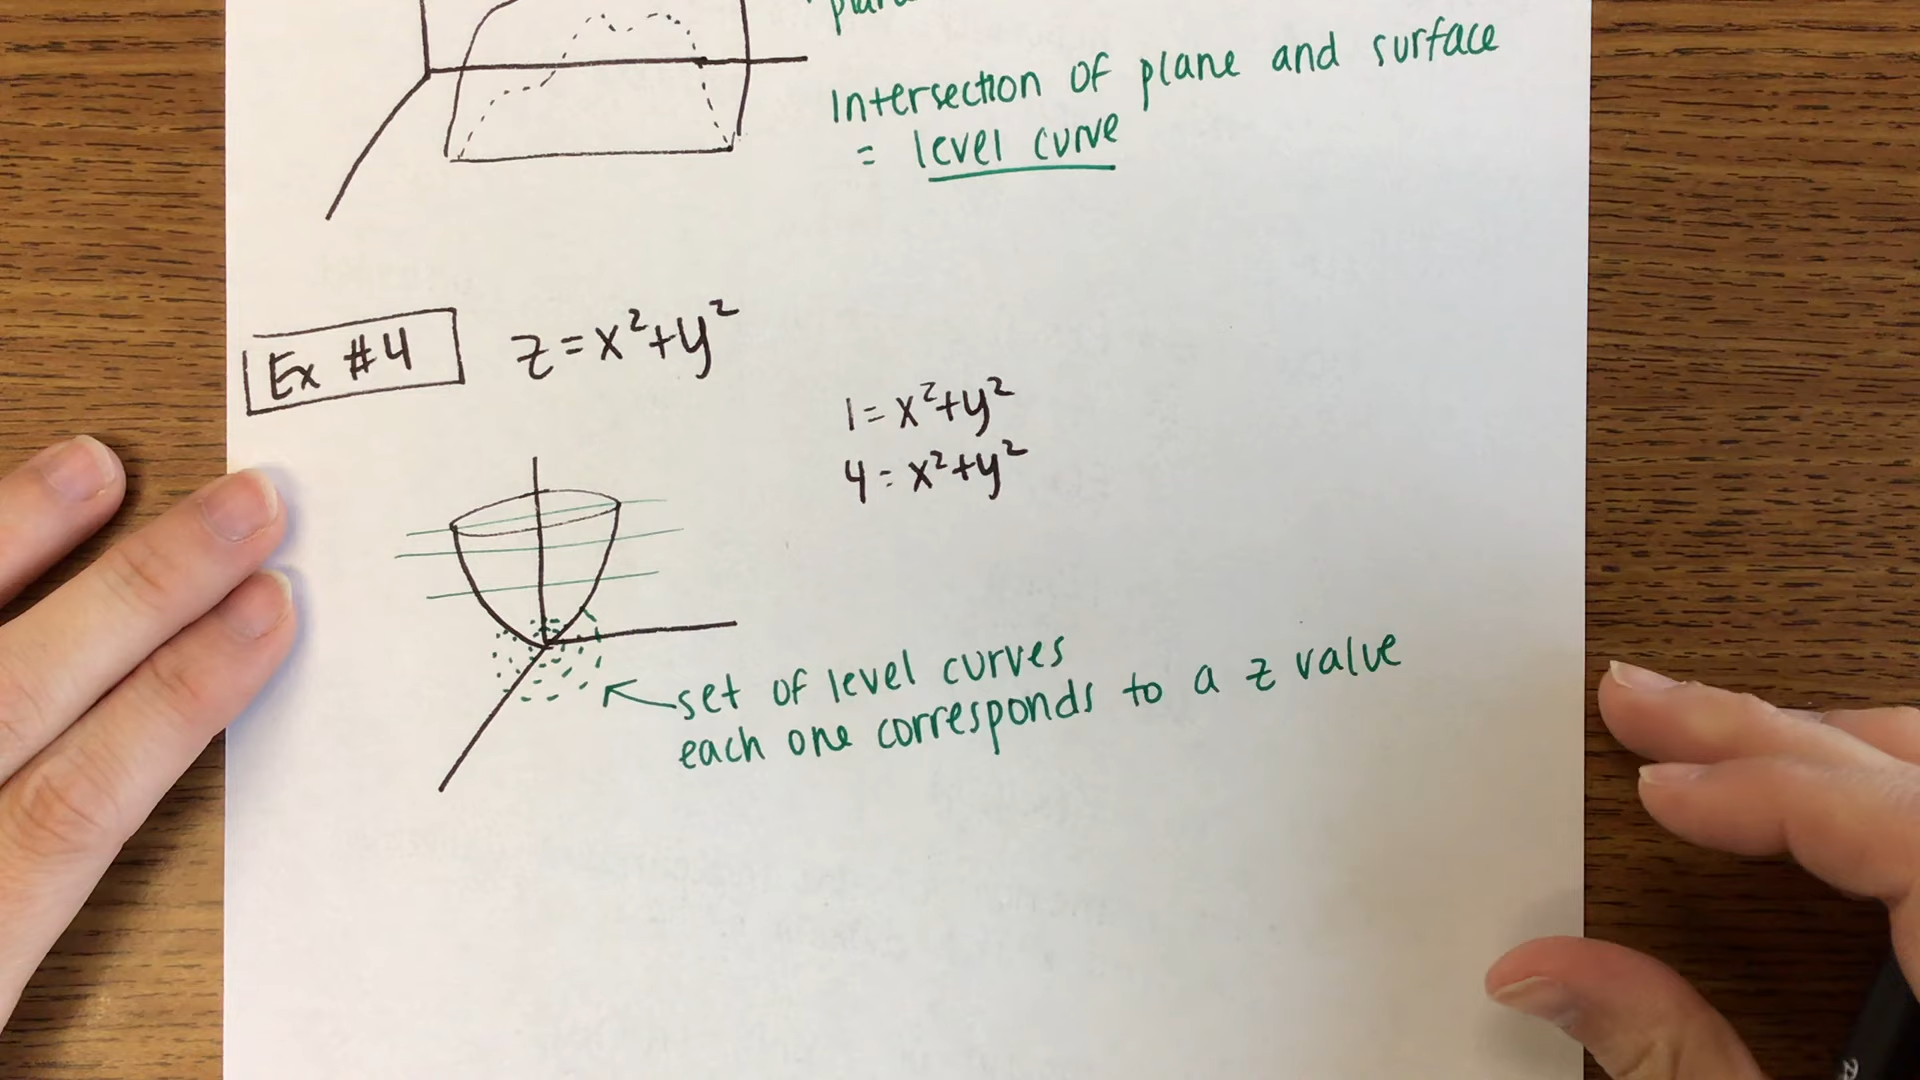 Intersection of plane and surface
= level curve
Ex #4
z=x²+y²
1=x²+y²
4=x²+y²
set of level curves
each one corresponds to a z value